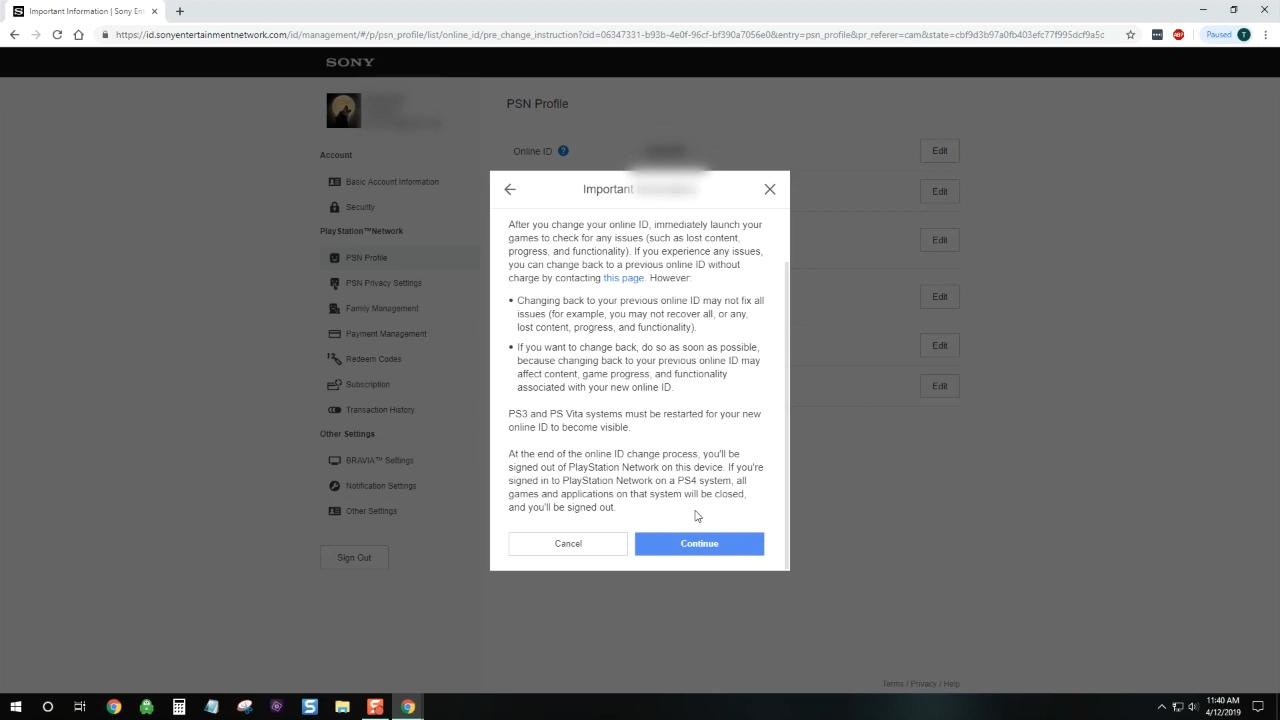 Important Information | Sony Ent
https://id.sonyentertainmentnetwork.com/id/management/#/p/psn_profile/list/online_id/pre_change_instruction?cid=06347331-b93b-4e0f-96cf-bf390a7056e0&entry=psn_profile&pr_referer=cam&state=cbf9d3b97a0fb403efc77f995dcf9a5c
ABP
Paused
T
SONY
PSN Profile
Online ID ?
Edit
Edit
Edit
Edit
Edit
Edit
Account
Basic Account Information
Security
PlayStation™Network
PSN Profile
PSN Privacy Settings
Family Management
Payment Management
Redeem Codes
Subscription
Transaction History
Other Settings
BRAVIA™ Settings
Notification Settings
Other Settings
Sign Out
Important
After you change your online ID, immediately launch your
games to check for any issues (such as lost content,
progress, and functionality). If you experience any issues,
you can change back to a previous online ID without
charge by contacting this page. However:
• Changing back to your previous online ID may not fix all
issues (for example, you may not recover all, or any,
lost content, progress, and functionality).
• If you want to change back, do so as soon as possible,
because changing back to your previous online ID may
affect content, game progress, and functionality
associated with your new online ID.
PS3 and PS Vita systems must be restarted for your new
online ID to become visible.
At the end of the online ID change process, you'll be
signed out of PlayStation Network on this device. If you're
signed in to PlayStation Network on a PS4 system, all
games and applications on that system will be closed,
and you'll be signed out.
Cancel
Continue
Terms / Privacy / Help
11:40 AM
4/12/2019